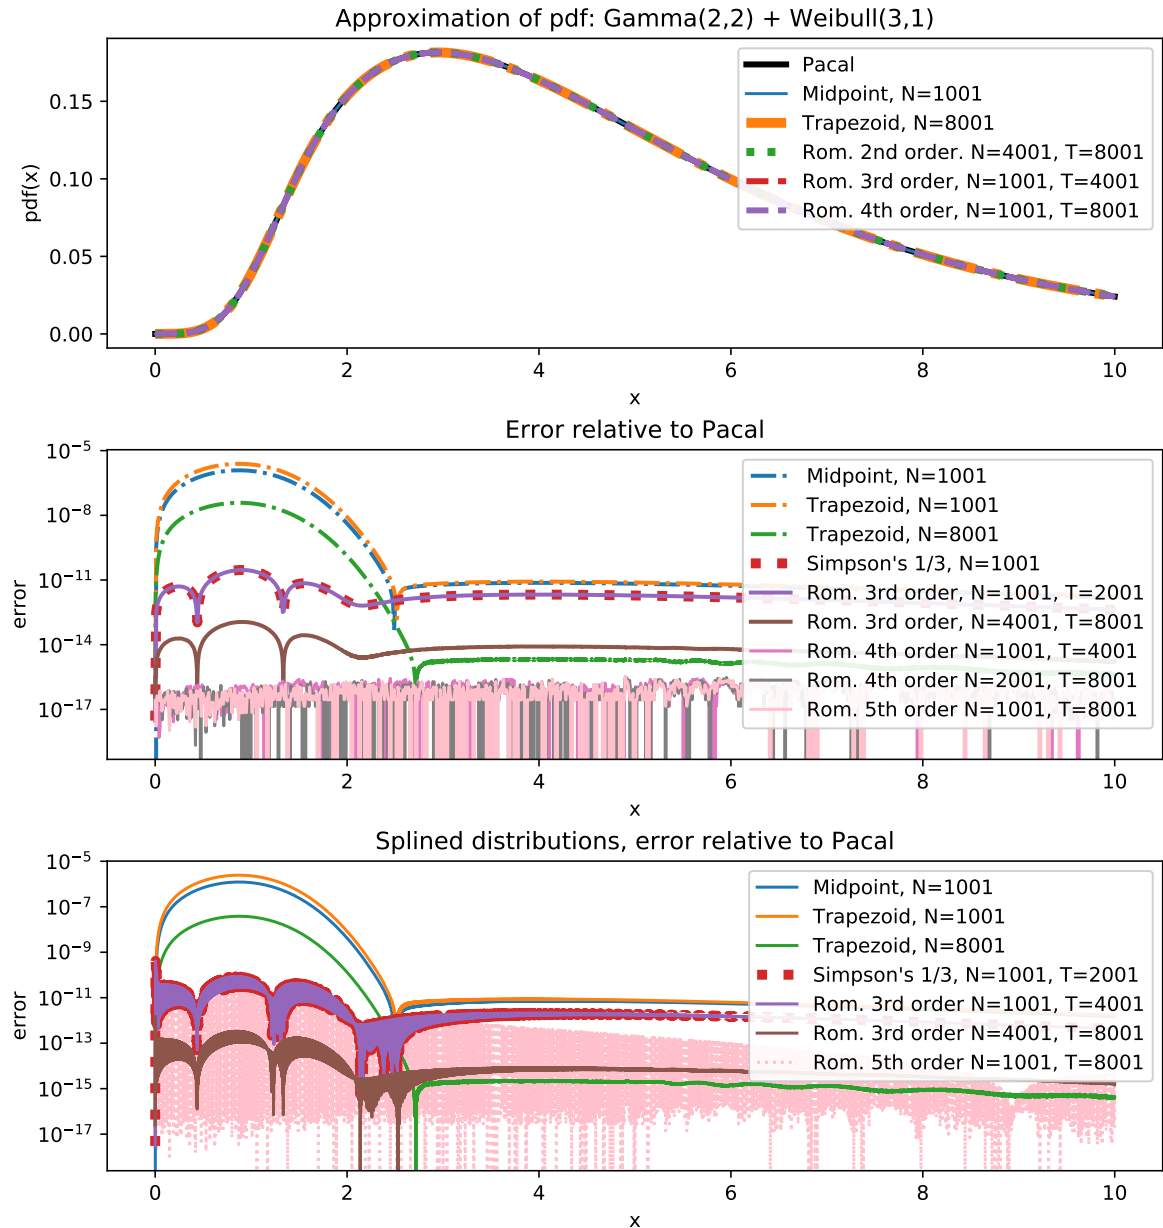 Approximation of pdf: Gamma(2,2) + Weibull(3,1)
pdf(x)
0.15
0.10
0.05
0.00
Pacal
Midpoint, N=1001
Trapezoid, N=8001
Rom. 2nd order. N=4001, T=8001
Rom. 3rd order, N=1001, T=4001
Rom. 4th order, N=1001, T=8001
0 2 4 6 8 10
x
Error relative to Pacal
error
10⁻⁵
10⁻⁸
10⁻¹¹
10⁻¹⁴
10⁻¹⁷
Midpoint, N=1001
Trapezoid, N=1001
Trapezoid, N=8001
Simpson's 1/3, N=1001
Rom. 3rd order, N=1001, T=2001
Rom. 3rd order, N=4001, T=8001
Rom. 4th order N=1001, T=4001
Rom. 4th order N=2001, T=8001
Rom. 5th order N=1001, T=8001
0 2 4 6 8 10
x
Splined distributions, error relative to Pacal
error
10⁻⁵
10⁻⁷
10⁻⁹
10⁻¹¹
10⁻¹³
10⁻¹⁵
10⁻¹⁷
Midpoint, N=1001
Trapezoid, N=1001
Trapezoid, N=8001
Simpson's 1/3, N=1001, T=2001
Rom. 3rd order N=1001, T=4001
Rom. 3rd order N=4001, T=8001
Rom. 5th order N=1001, T=8001
0 2 4 6 8 10
x